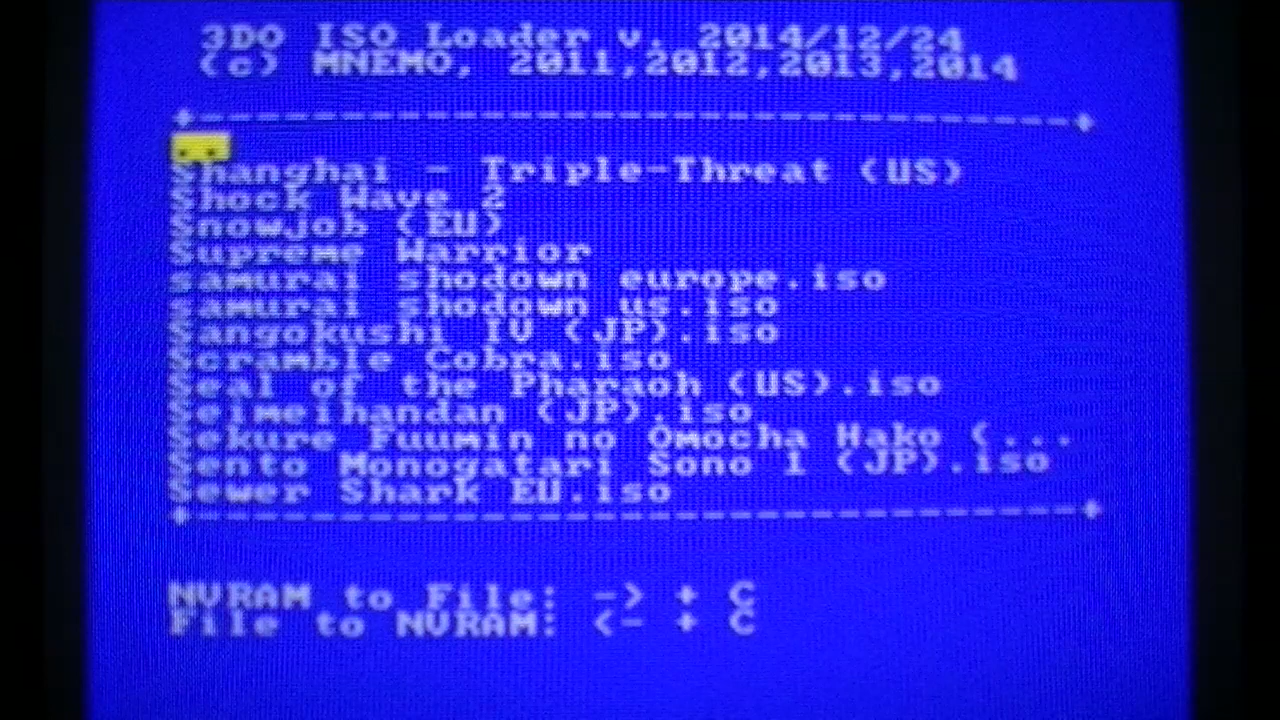 3DO ISO Loader v. 2014/12/24
(c) MNEMO, 2011,2012,2013,2014
+--------------------------------+
..
Shanghai - Triple-Threat (US)
Shock Wave 2
Snowjob (EU)
Supreme Warrior
samurai shodown europe.iso
samurai shodown us.iso
Sangokushi IV (JP).iso
Scramble Cobra.iso
Seal of the Pharaoh (US).iso
Seimeihandan (JP).iso
Sekure Fuumin no Omocha Hako (...
Sento Monogatari Sono 1 (JP).iso
Sewer Shark EU.iso
+--------------------------------+
NVRAM to File: -> + C
File to NVRAM: <- + C